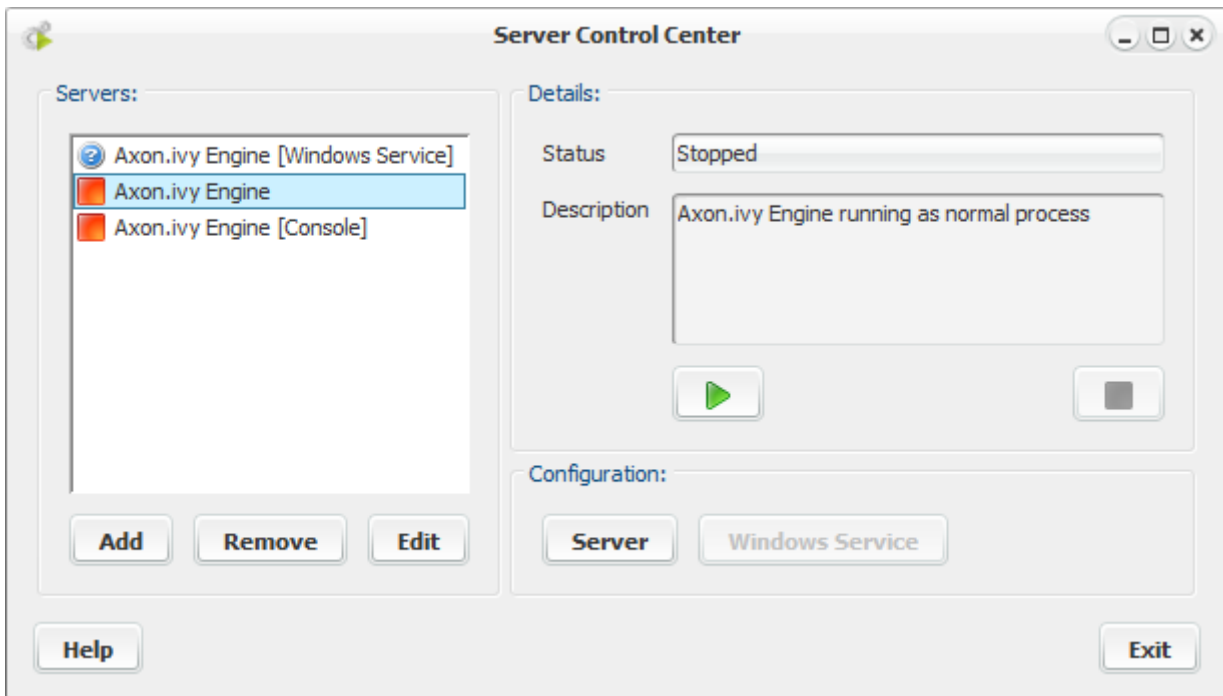 Server Control Center
Servers:
Axon.ivy Engine [Windows Service]
Axon.ivy Engine
Axon.ivy Engine [Console]
Add
Remove
Edit
Details:
Status
Stopped
Description
Axon.ivy Engine running as normal process
Configuration:
Server
Windows Service
Help
Exit